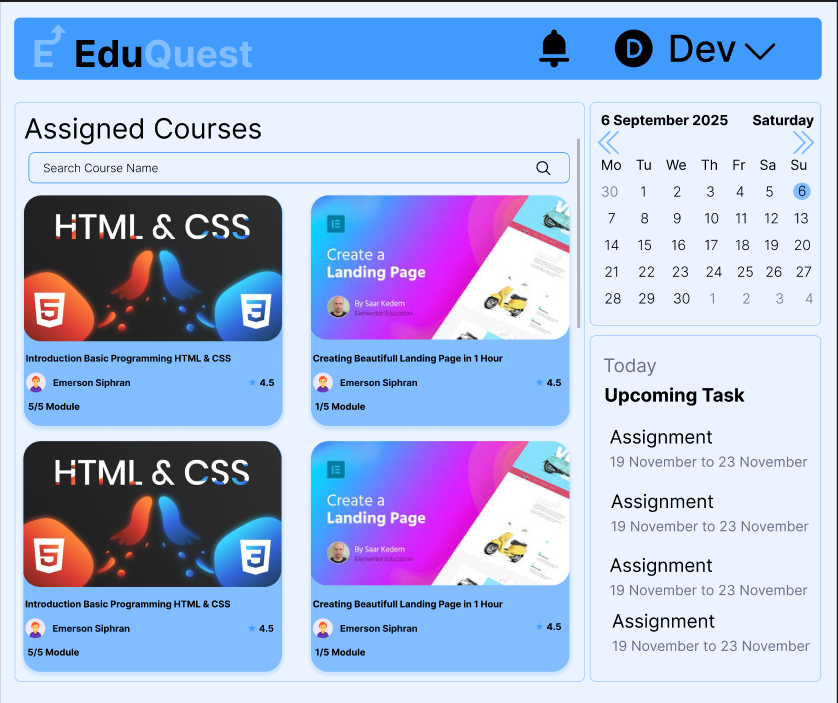 EduQuest
D Dev
Assigned Courses
Search Course Name
HTML & CSS
5
3
Introduction Basic Programming HTML & CSS
Emerson Siphran
4.5
5/5 Module
Create a
Landing Page
By Saar Kedem
Elementor Education
Creating Beautifull Landing Page in 1 Hour
Emerson Siphran
4.5
1/5 Module
HTML & CSS
5
3
Introduction Basic Programming HTML & CSS
Emerson Siphran
4.5
5/5 Module
Create a
Landing Page
By Saar Kedem
Elementor Education
Creating Beautifull Landing Page in 1 Hour
Emerson Siphran
4.5
1/5 Module
6 September 2025 Saturday
Mo Tu We Th Fr Sa Su
30 1 2 3 4 5 6
7 8 9 10 11 12 13
14 15 16 17 18 19 20
21 22 23 24 25 26 27
28 29 30 1 2 3 4
Today
Upcoming Task
Assignment
19 November to 23 November
Assignment
19 November to 23 November
Assignment
19 November to 23 November
Assignment
19 November to 23 November